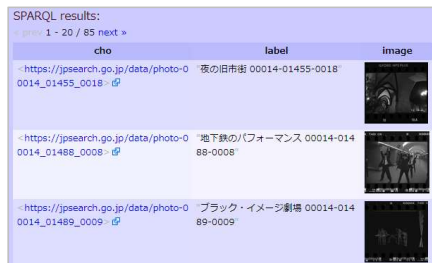 SPARQL results:
« prev 1 - 20 / 85 next »
cho label image
<https://jpsearch.go.jp/data/photo-0
0014_01455_0018>
"夜の旧市街 00014-01455-0018"
<https://jpsearch.go.jp/data/photo-0
0014_01488_0008>
"地下鉄のパフォーマンス 00014-014
88-0008"
<https://jpsearch.go.jp/data/photo-0
0014_01489_0009>
"ブラック・イメージ劇場 00014-014
89-0009"